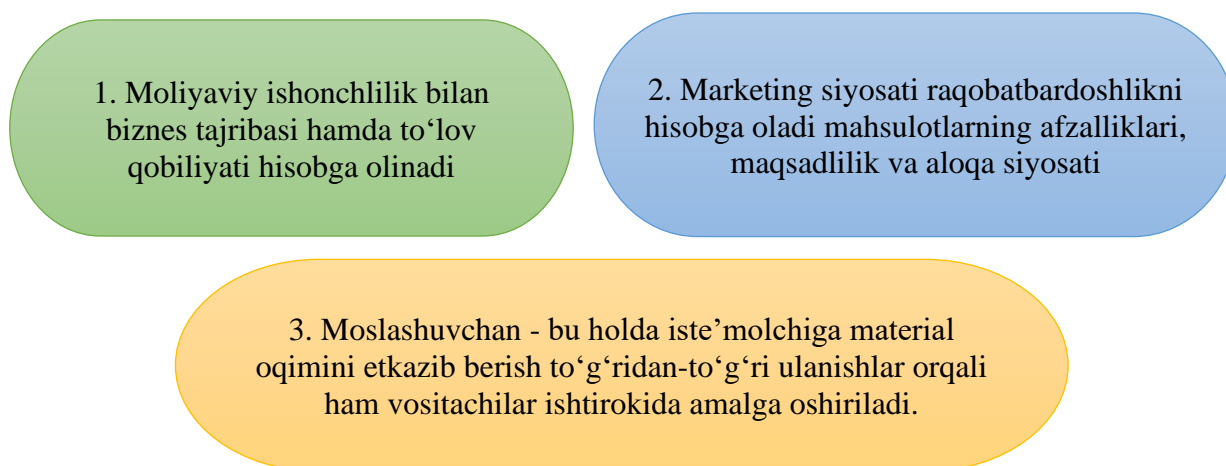 1. Moliyaviy ishonchlilik bilan
biznes tajribasi hamda to‘lov
qobiliyati hisobga olinadi
2. Marketing siyosati raqobatbardoshlikni
hisobga oladi mahsulotlarning afzalliklari,
maqsadlilik va aloqa siyosati
3. Moslashuvchan - bu holda iste’molchiga material
oqimini etkazib berish to‘g‘ridan-to‘g‘ri ulanishlar orqali
ham vositachilar ishtirokida amalga oshiriladi.